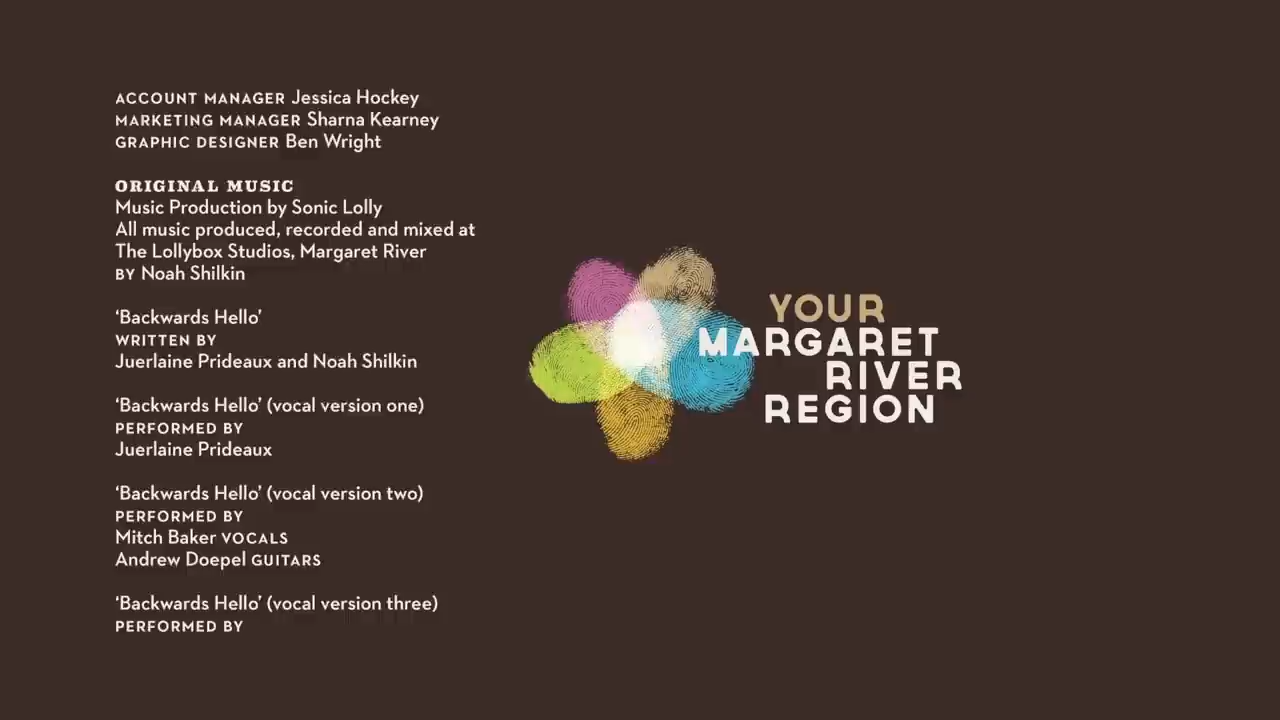 ACCOUNT MANAGER Jessica Hockey
MARKETING MANAGER Sharna Kearney
GRAPHIC DESIGNER Ben Wright
ORIGINAL MUSIC
Music Production by Sonic Lolly
All music produced, recorded and mixed at
The Lollybox Studios, Margaret River
BY Noah Shilkin
‘Backwards Hello’
WRITTEN BY
Juerlaine Prideaux and Noah Shilkin
‘Backwards Hello’ (vocal version one)
PERFORMED BY
Juerlaine Prideaux
‘Backwards Hello’ (vocal version two)
PERFORMED BY
Mitch Baker VOCALS
Andrew Doepel GUITARS
‘Backwards Hello’ (vocal version three)
PERFORMED BY
YOUR
MARGARET
RIVER
REGION